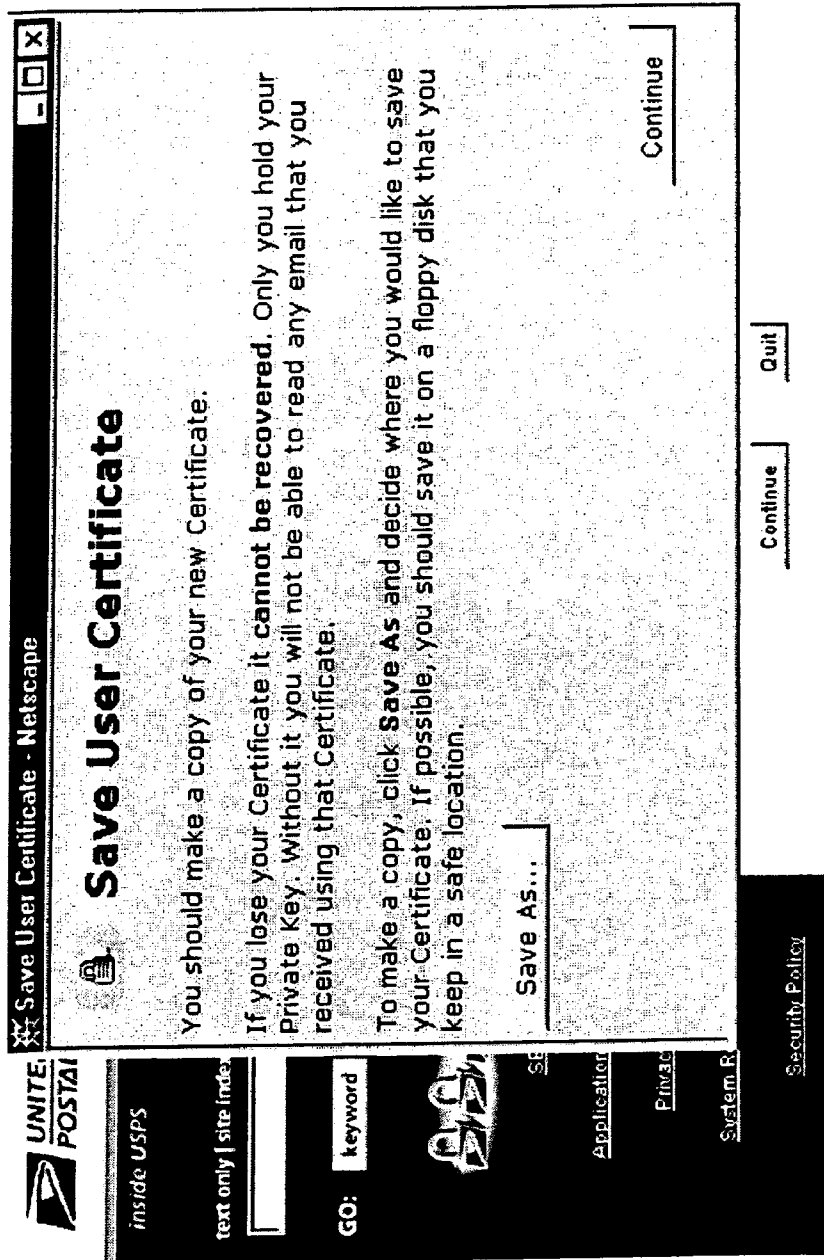 Save User Certificate - Netscape
Save User Certificate
You should make a copy of your new Certificate.
If you lose your Certificate it cannot be recovered. Only you hold your
Private Key. Without it you will not be able to read any email that you
received using that Certificate.
To make a copy, click Save As and decide where you would like to save
your Certificate. If possible, you should save it on a floppy disk that you
keep in a safe location.
Save As...
Continue
UNITE
POSTAL
inside USPS
text only | site index
GO:
keyword
SE
Application
Privac
System R
Security Policy
Continue
Quit